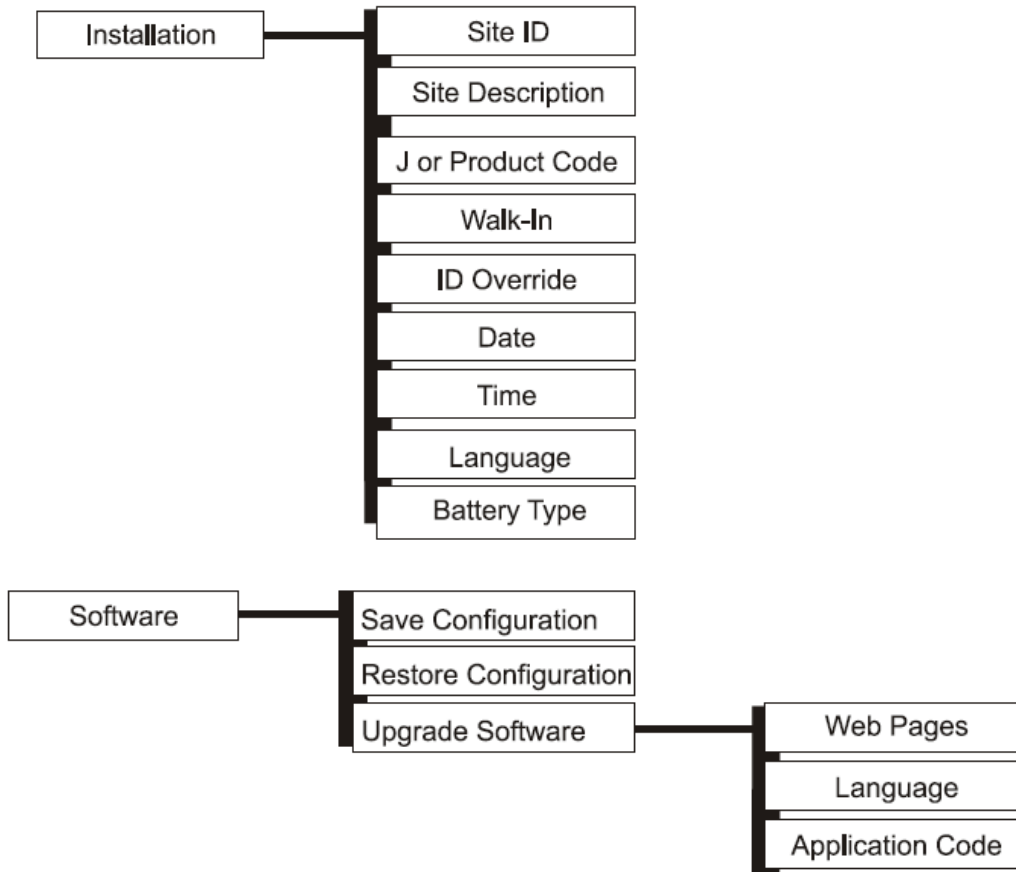 Installation
Site ID
Site Description
J or Product Code
Walk-In
ID Override
Date
Time
Language
Battery Type
Software
Save Configuration
Restore Configuration
Upgrade Software
Web Pages
Language
Application Code